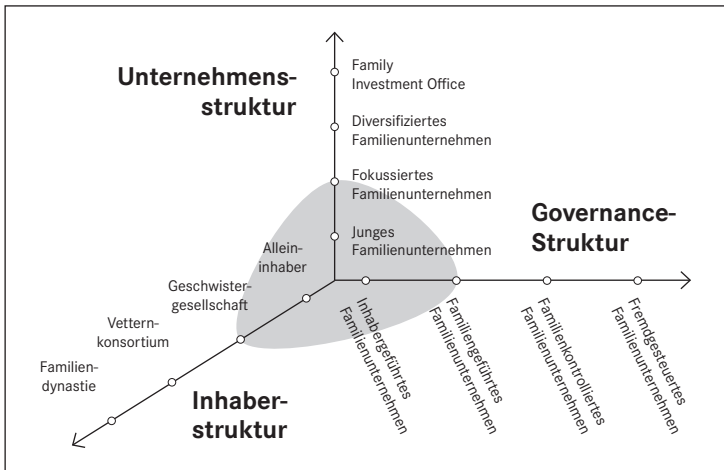 Unternehmens-
struktur
Family
Investment Office
Diversifiziertes
Familienunternehmen
Fokussiertes
Familienunternehmen
Junges
Familienunternehmen
Governance-
Struktur
Allein-
inhaber
Geschwister-
gesellschaft
Vettern-
konsortium
Familien-
dynastie
Inhaber-
struktur
Inhabergeführtes
Familienunternehmen
Familiengeführtes
Familienunternehmen
Familienkontrolliertes
Familienunternehmen
Fremdgesteuertes
Familienunternehmen